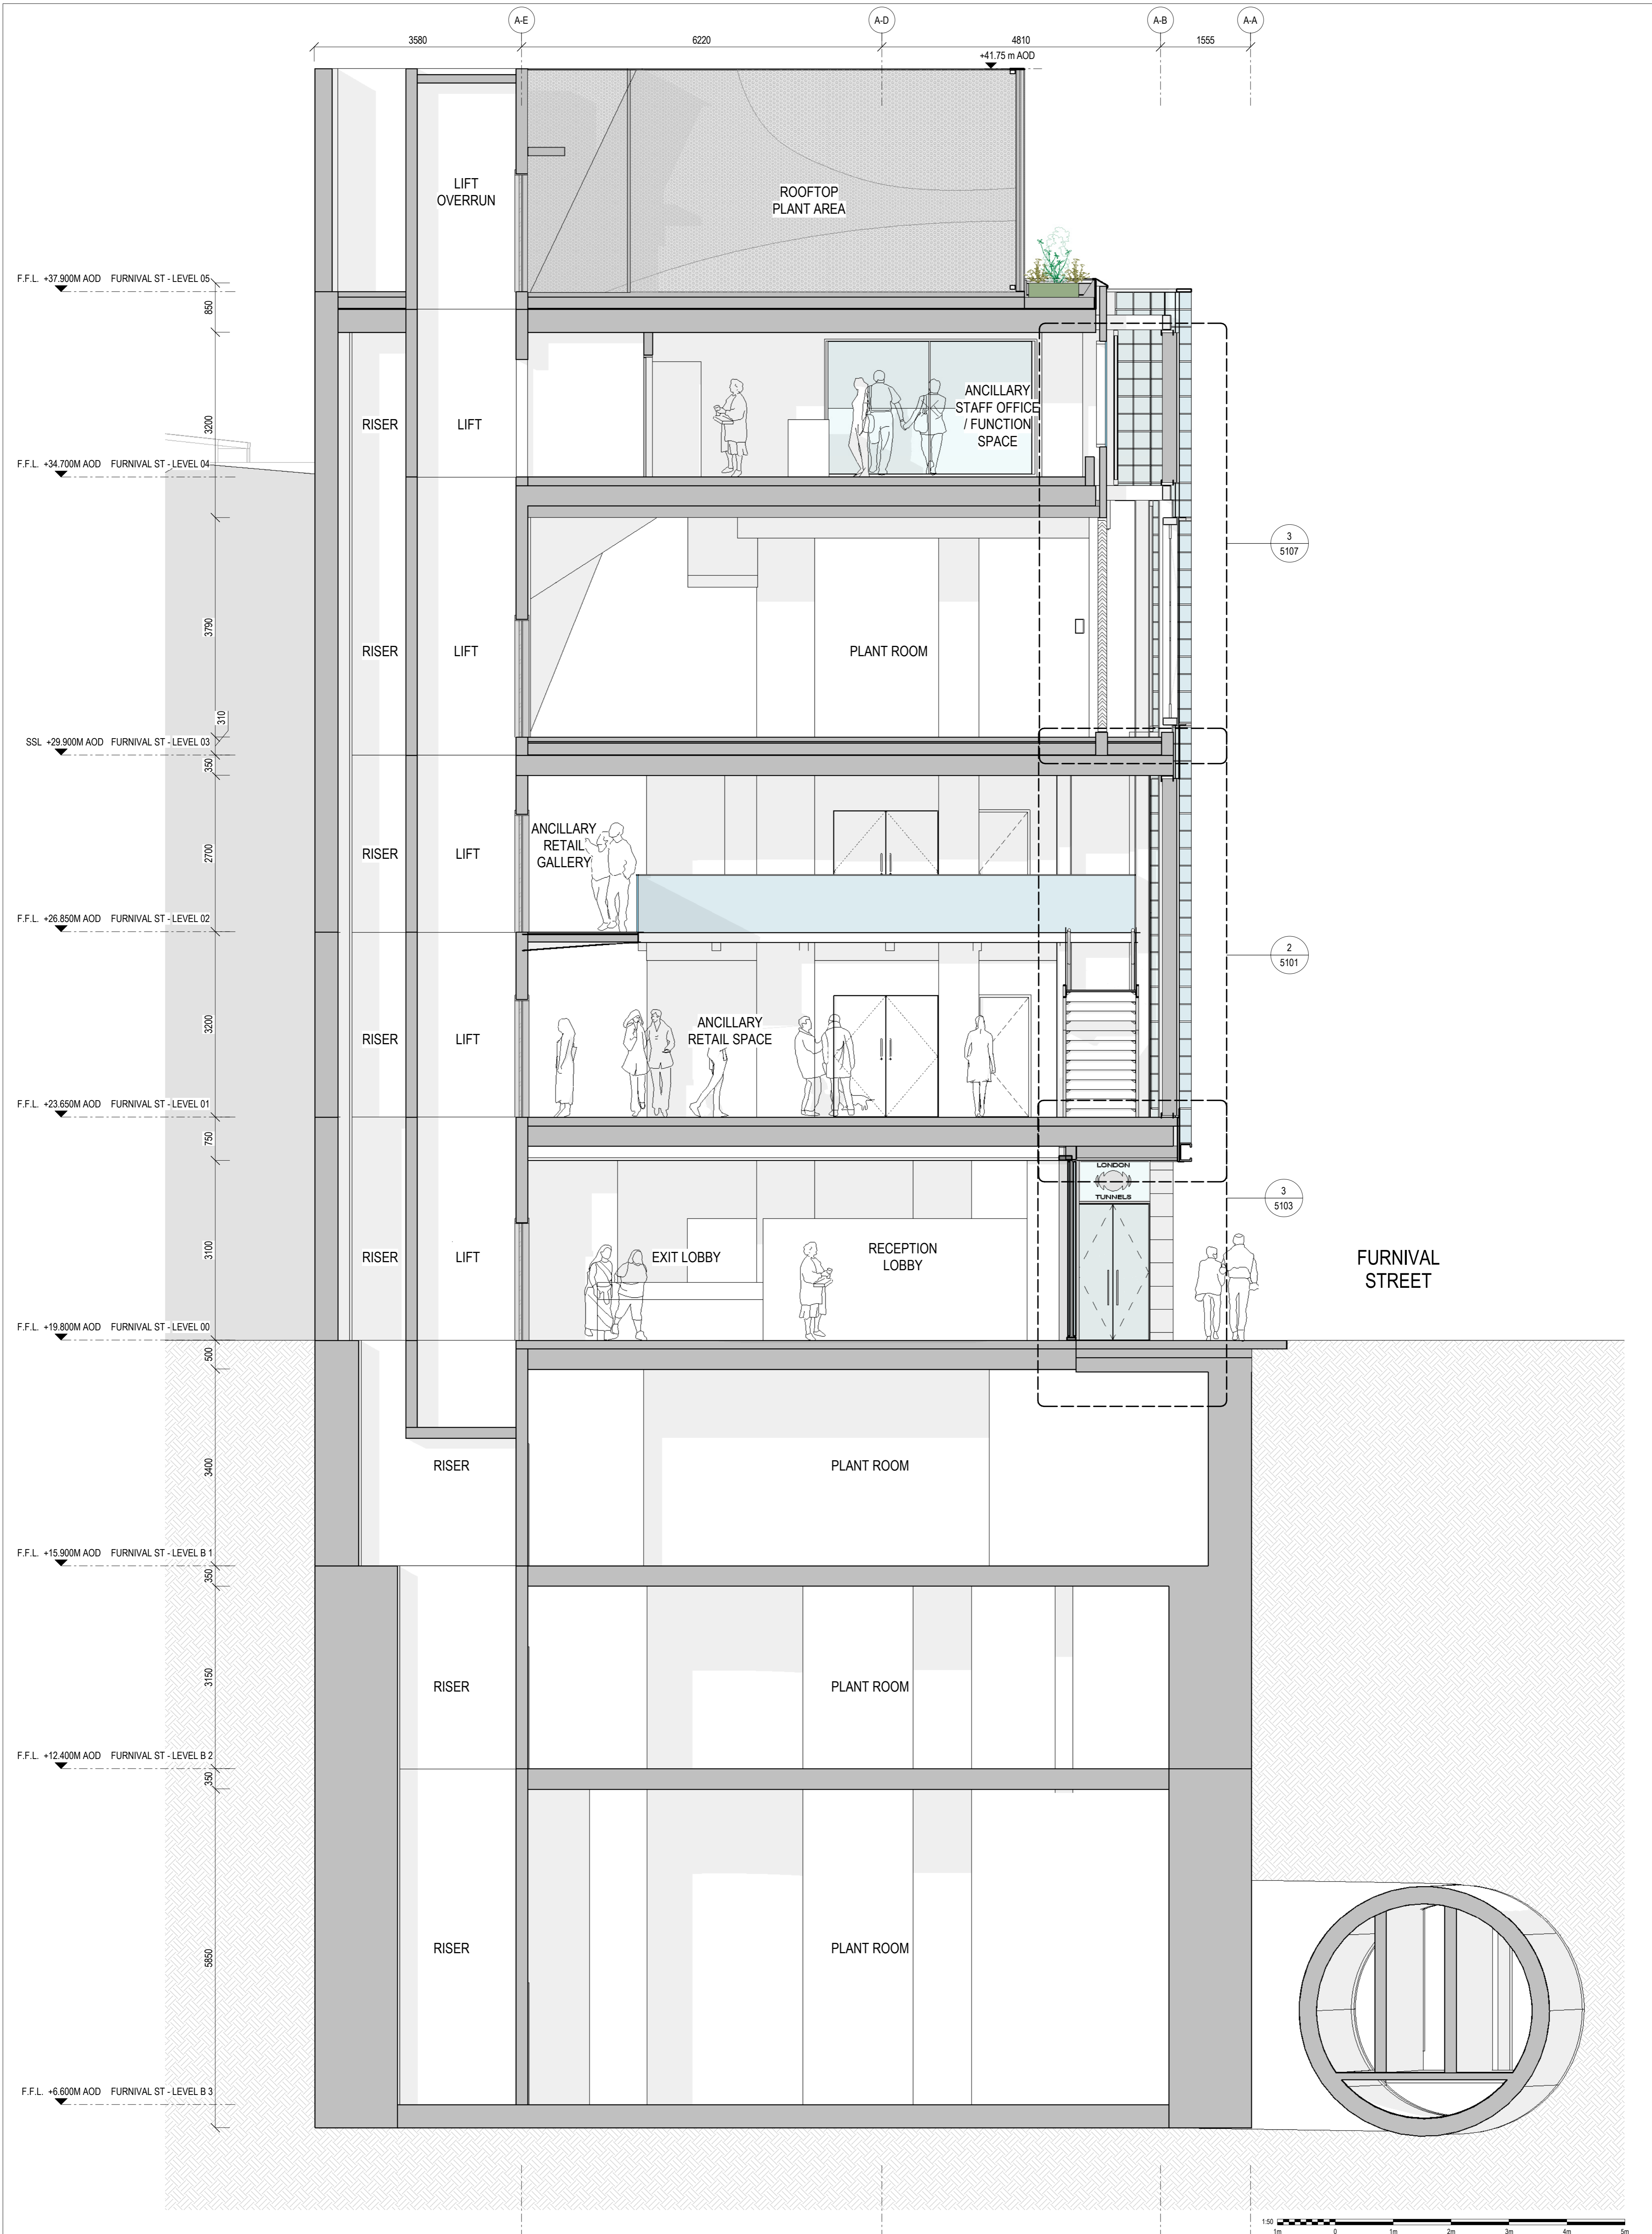 A-E
A-D
A-B
A-A
3580
6220
4810
1555
+41.75 m AOD
LIFT
OVERRUN
ROOFTOP
PLANT AREA
F.F.L. +37.900M AOD FURNIVAL ST - LEVEL 05
850
3200
RISER
LIFT
ANCILLARY
STAFF OFFICE
/ FUNCTION
SPACE
F.F.L. +34.700M AOD FURNIVAL ST - LEVEL 04
3
5107
3790
RISER
LIFT
PLANT ROOM
310
SSL +29.900M AOD FURNIVAL ST - LEVEL 03
350
2700
RISER
LIFT
ANCILLARY
RETAIL
GALLERY
F.F.L. +26.850M AOD FURNIVAL ST - LEVEL 02
2
5101
3200
RISER
LIFT
ANCILLARY
RETAIL SPACE
F.F.L. +23.650M AOD FURNIVAL ST - LEVEL 01
750
LONDON
TUNNELS
3
5103
3100
RISER
LIFT
EXIT LOBBY
RECEPTION
LOBBY
FURNIVAL
STREET
F.F.L. +19.800M AOD FURNIVAL ST - LEVEL 00
500
3400
RISER
PLANT ROOM
F.F.L. +15.900M AOD FURNIVAL ST - LEVEL B 1
350
3150
RISER
PLANT ROOM
F.F.L. +12.400M AOD FURNIVAL ST - LEVEL B 2
350
5850
RISER
PLANT ROOM
F.F.L. +6.600M AOD FURNIVAL ST - LEVEL B 3
1:50
1m
0
1m
2m
3m
4m
5m